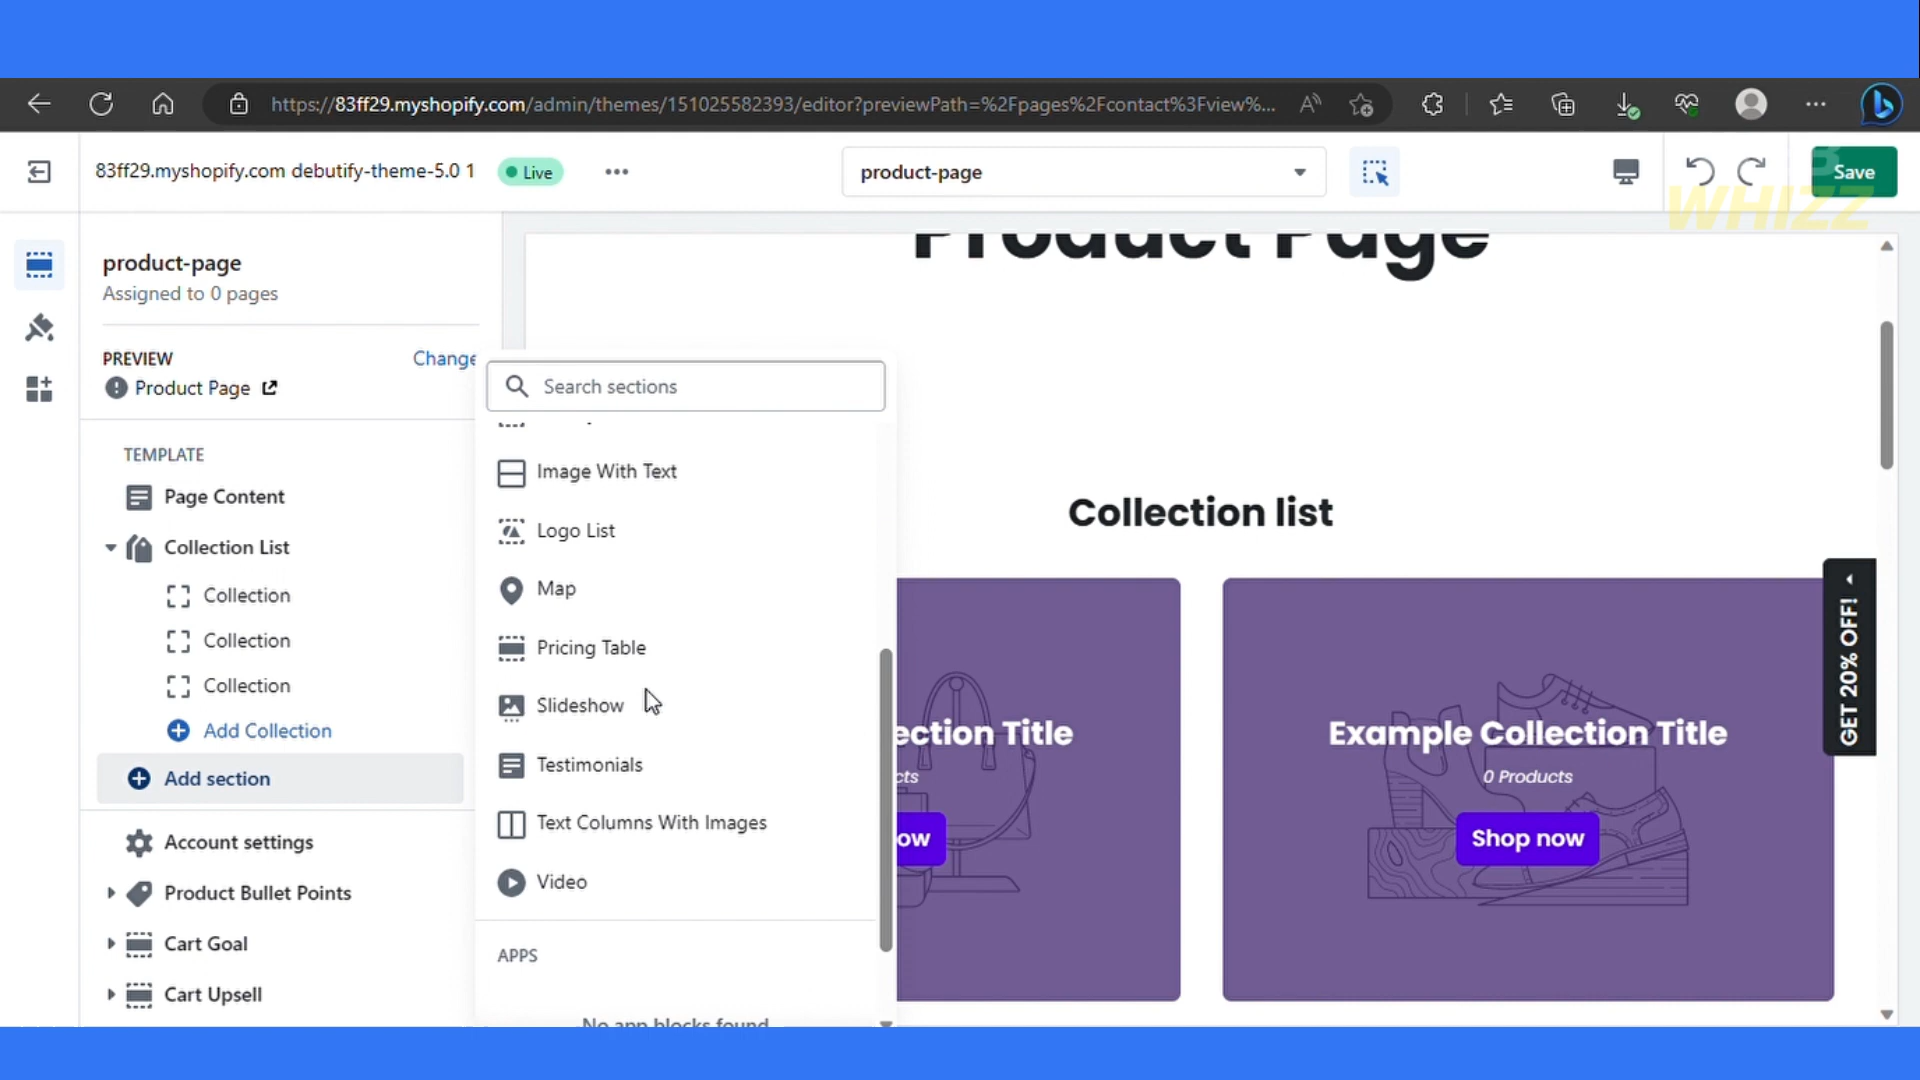 https://83ff29.myshopify.com/admin/themes/151025582393/editor?previewPath=%2Fpages%2Fcontact%3Fview%...
83ff29.myshopify.com debutify-theme-5.0 1
Live
product-page
Save
WHIZZ
product-page
Assigned to 0 pages
PREVIEW
Change
Product Page
TEMPLATE
Page Content
Collection List
Collection
Collection
Collection
Add Collection
Add section
Account settings
Product Bullet Points
Cart Goal
Cart Upsell
Search sections
Image With Text
Logo List
Map
Pricing Table
Slideshow
Testimonials
Text Columns With Images
Video
APPS
No app blocks found
Product Page
Collection list
ection Title
cts
ow
Example Collection Title
0 Products
Shop now
GET 20% OFF!